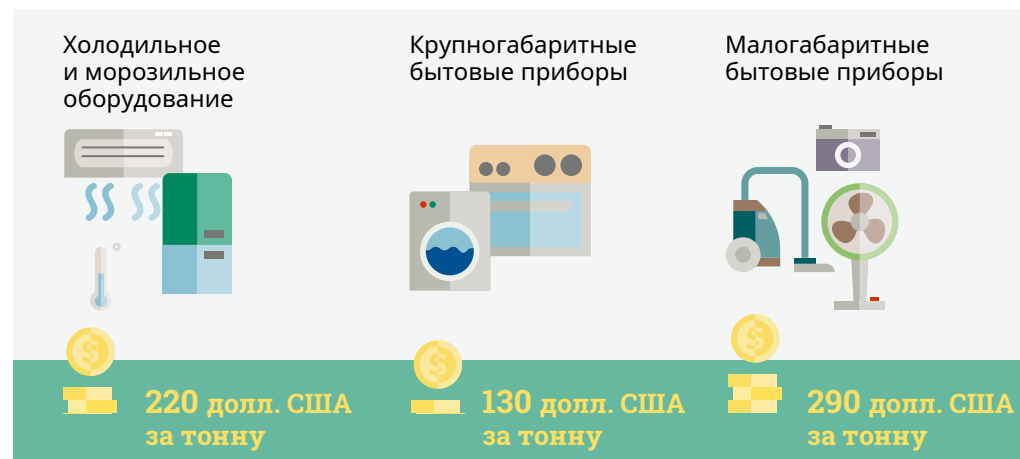 Холодильное
и морозильное
оборудование
220 долл. США
за тонну
Крупногабаритные
бытовые приборы
130 долл. США
за тонну
Малогабаритные
бытовые приборы
290 долл. США
за тонну